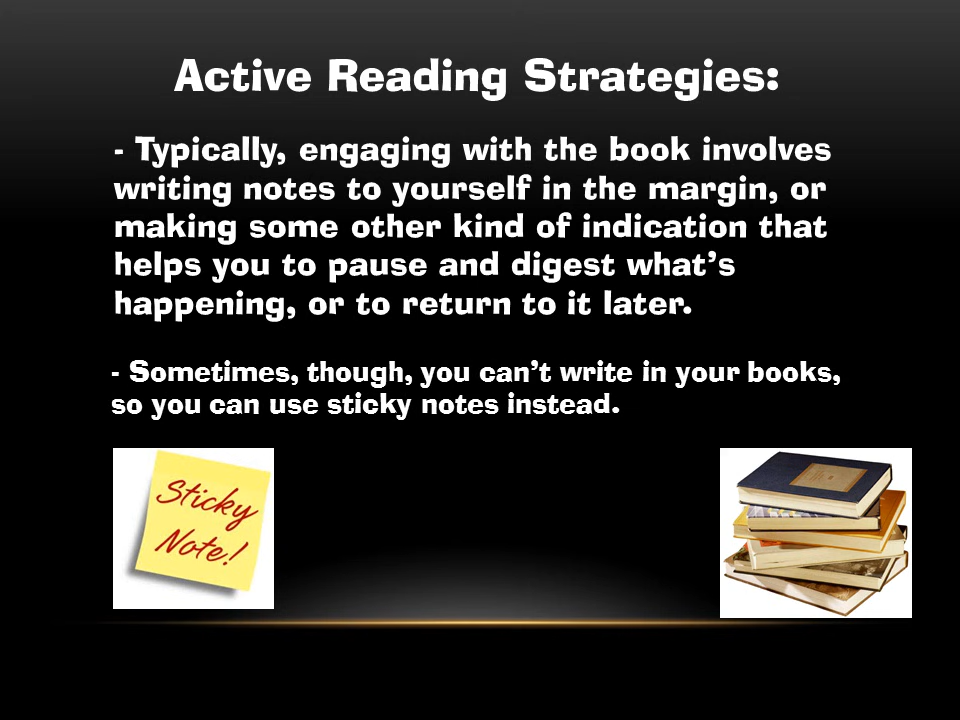 Active Reading Strategies:
- Typically, engaging with the book involves
writing notes to yourself in the margin, or
making some other kind of indication that
helps you to pause and digest what’s
happening, or to return to it later.
- Sometimes, though, you can’t write in your books,
so you can use sticky notes instead.
Sticky
Note!